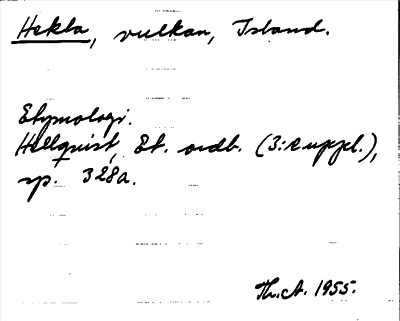 Hekla, vulkan, Island.
Etymologi.
Hellquist, Et. ordb. (3:e uppl.),
sp. 328a.
Th. A. 1955.